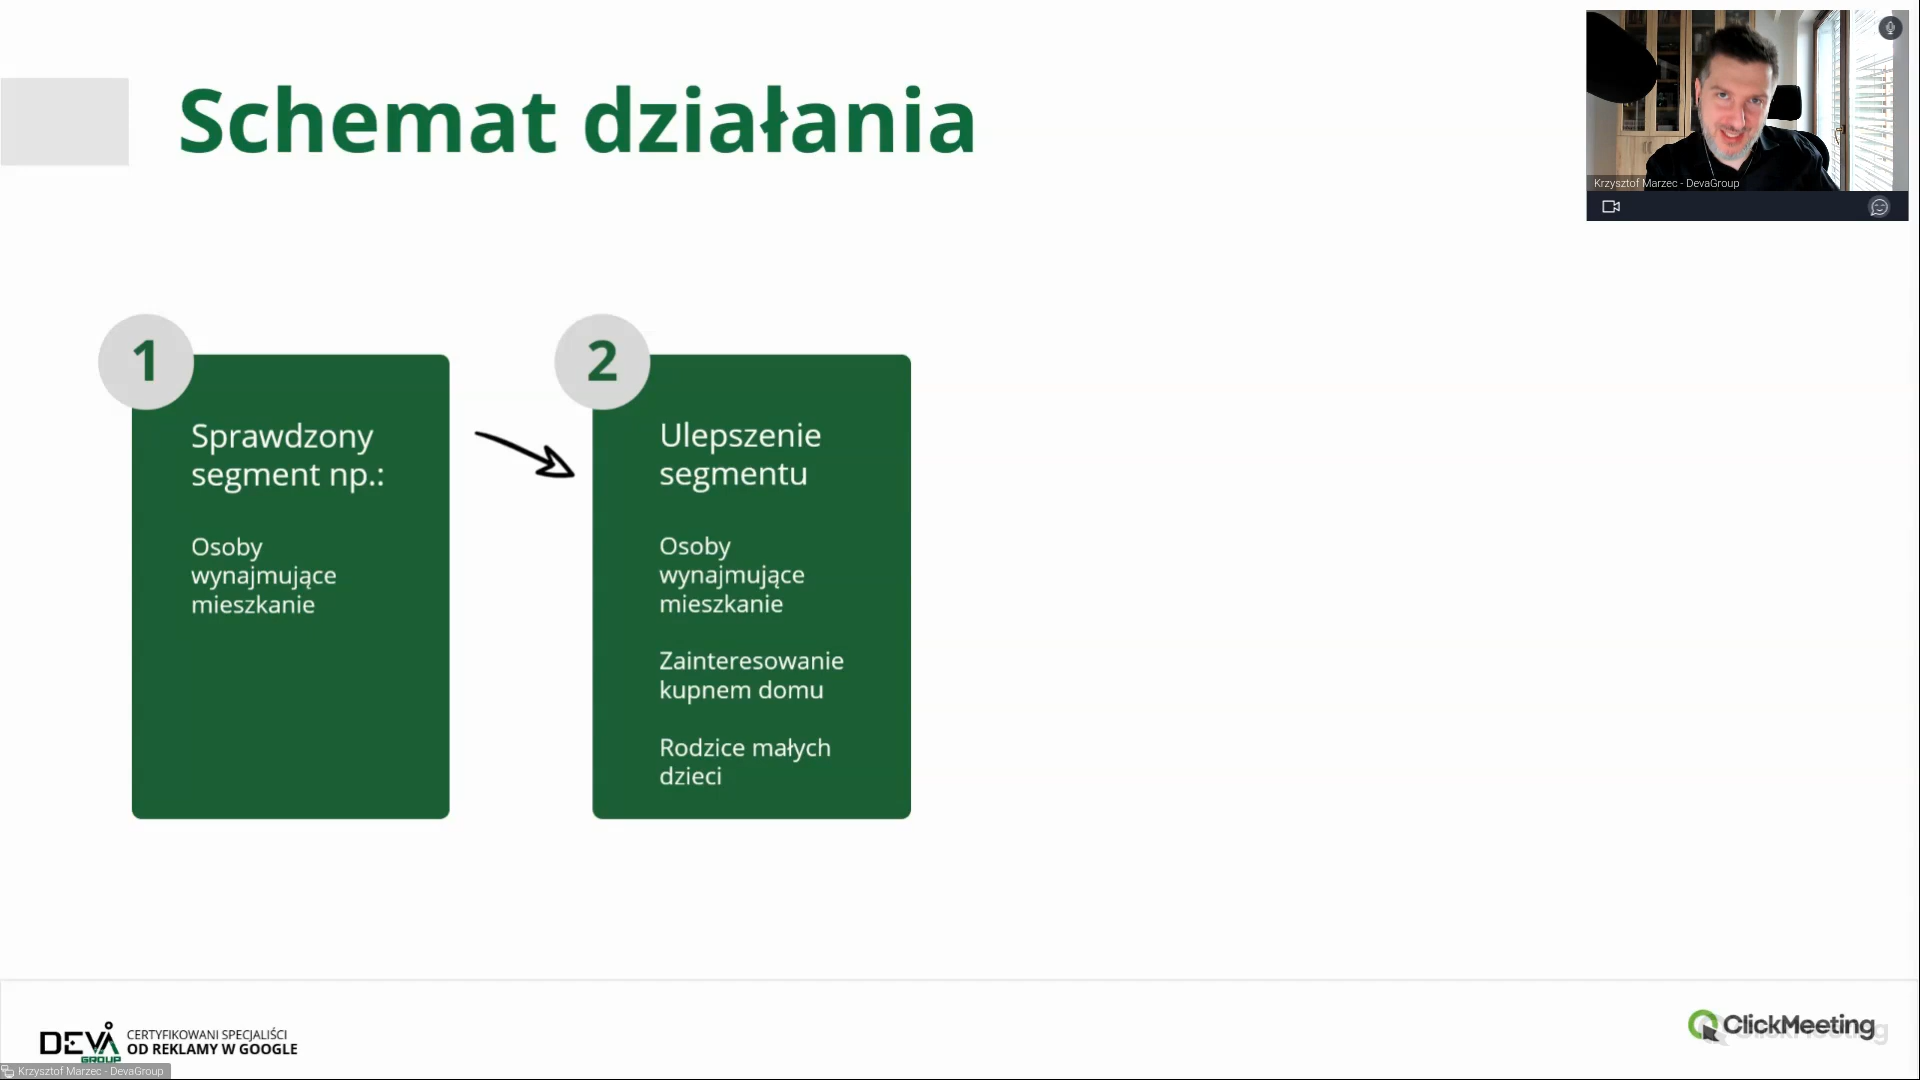 Schemat działania
Krzysztof Marzec - DevaGroup
1
Sprawdzony
segment np.:
Osoby
wynajmujące
mieszkanie
2
Ulepszenie
segmentu
Osoby
wynajmujące
mieszkanie
Zainteresowanie
kupnem domu
Rodzice małych
dzieci
DEVA
GROUP
CERTYFIKOWANI SPECJALIŚCI
OD REKLAMY W GOOGLE
ClickMeeting
Krzysztof Marzec - DevaGroup